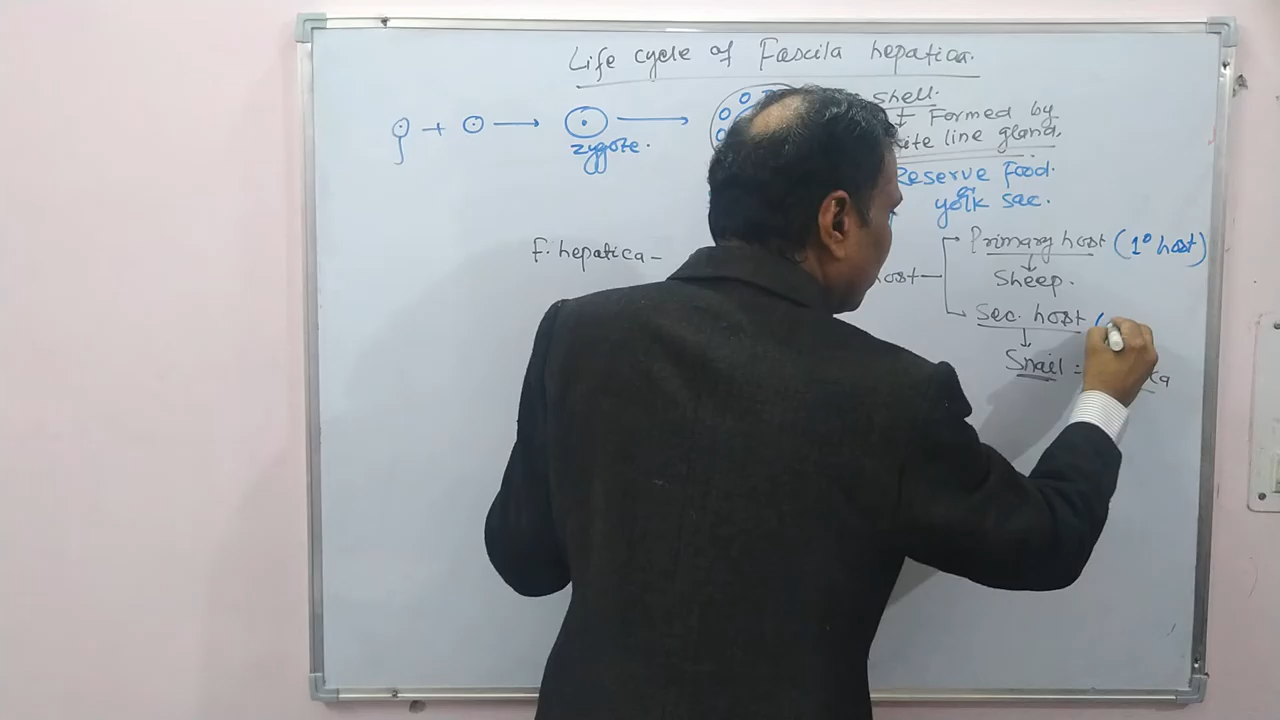 Life cycle of Fascila hepatica.
+
zygote.
Shell.
Formed by
line gland.
Reserve Food.
or
yolk sac.
F. hepatica -
Primary host (1° host)
Sheep.
Sec. host (
Snail =